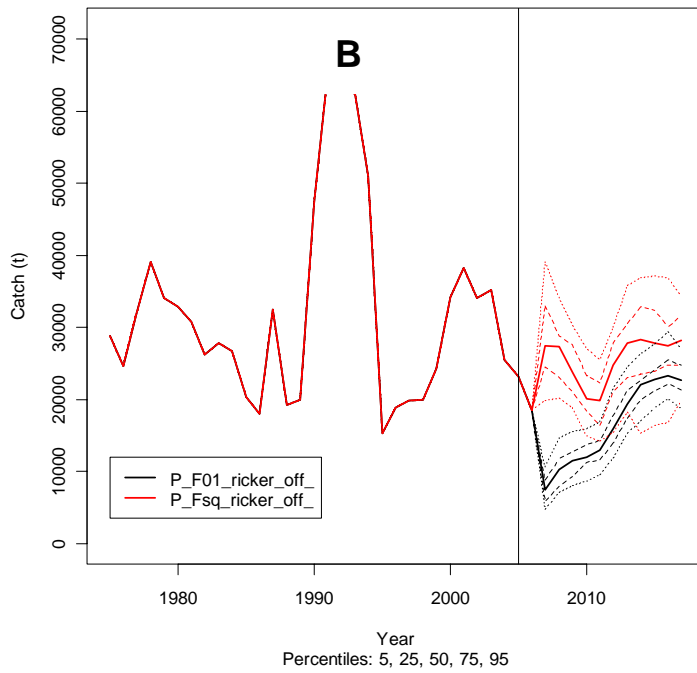 B
70000
60000
50000
40000
30000
20000
10000
0
Catch (t)
P_F01_ricker_off_
P_Fsq_ricker_off_
1980
1990
2000
2010
Year
Percentiles: 5, 25, 50, 75, 95